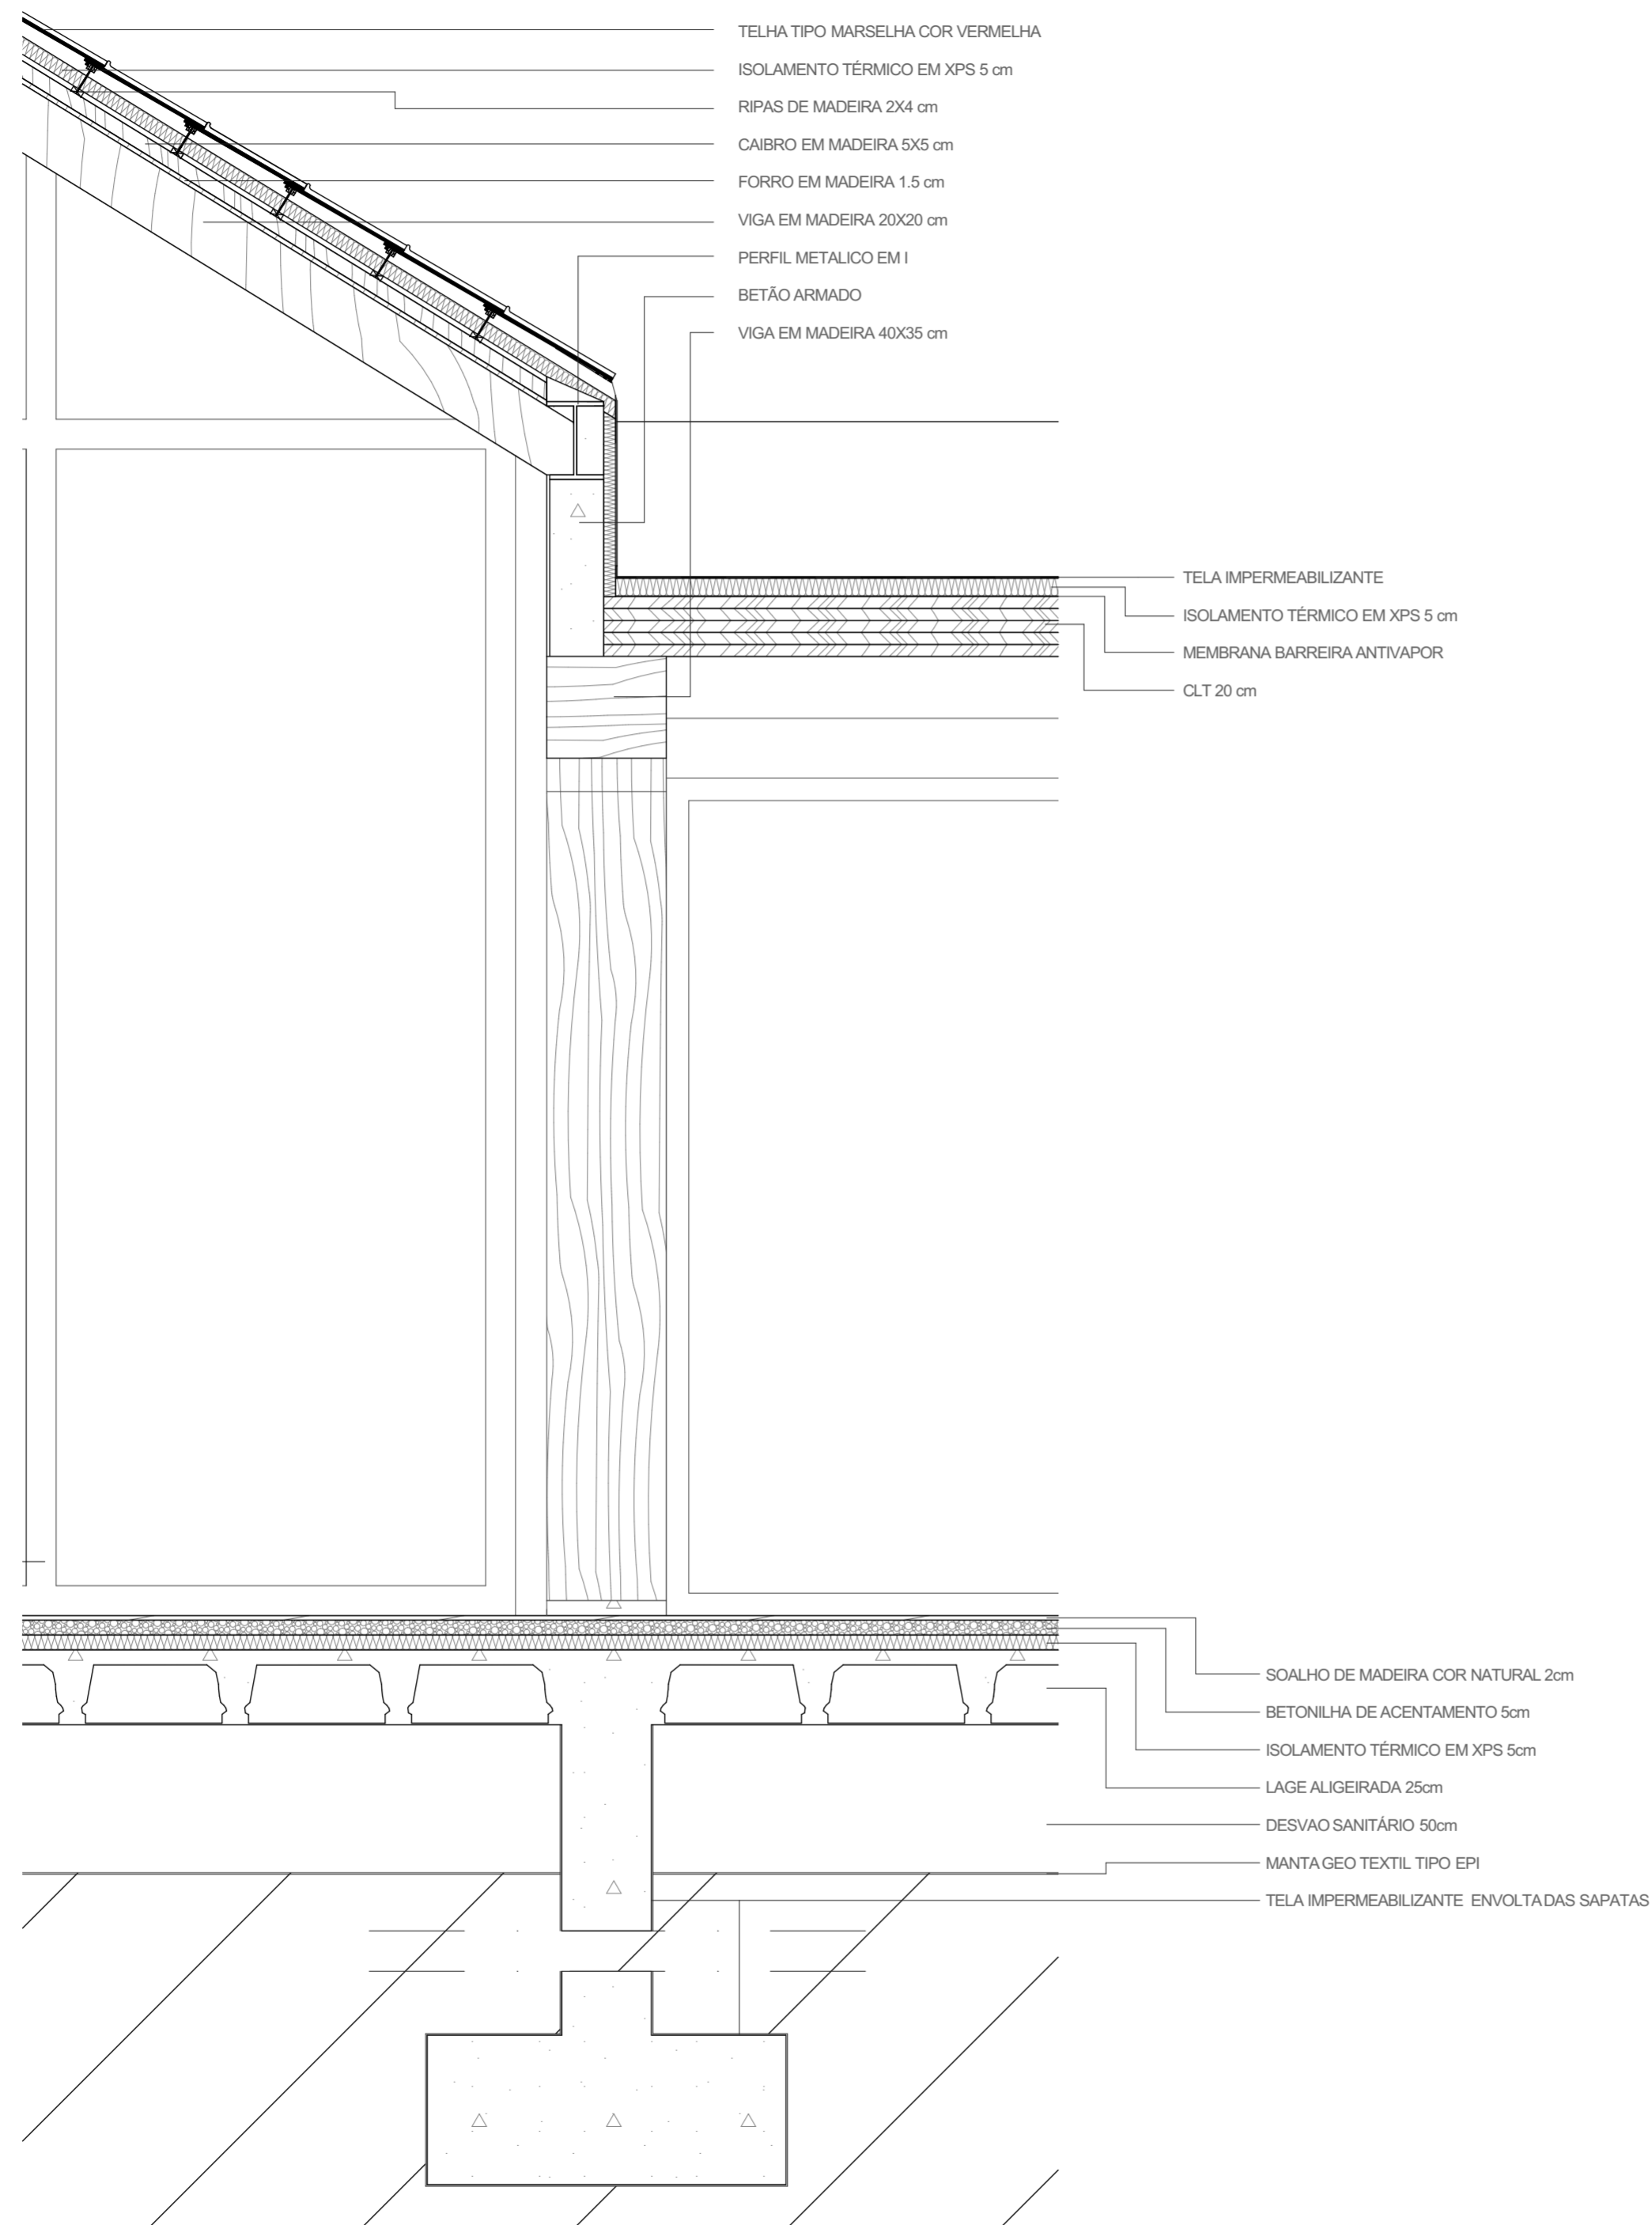 TELHA TIPO MARSELHA COR VERMELHA
ISOLAMENTO TÉRMICO EM XPS 5 cm
RIPAS DE MADEIRA 2X4 cm
CAIBRO EM MADEIRA 5X5 cm
FORRO EM MADEIRA 1.5 cm
VIGA EM MADEIRA 20X20 cm
PERFIL METALICO EM I
BETÃO ARMADO
VIGA EM MADEIRA 40X35 cm
TELA IMPERMEABILIZANTE
ISOLAMENTO TÉRMICO EM XPS 5 cm
MEMBRANA BARREIRA ANTIVAPOR
CLT 20 cm
SOALHO DE MADEIRA COR NATURAL 2cm
BETONILHA DE ACENTAMENTO 5cm
ISOLAMENTO TÉRMICO EM XPS 5cm
LAGE ALIGEIRADA 25cm
DESVAO SANITÁRIO 50cm
MANTA GEO TEXTIL TIPO EPI
TELA IMPERMEABILIZANTE ENVOLTA DAS SAPATAS